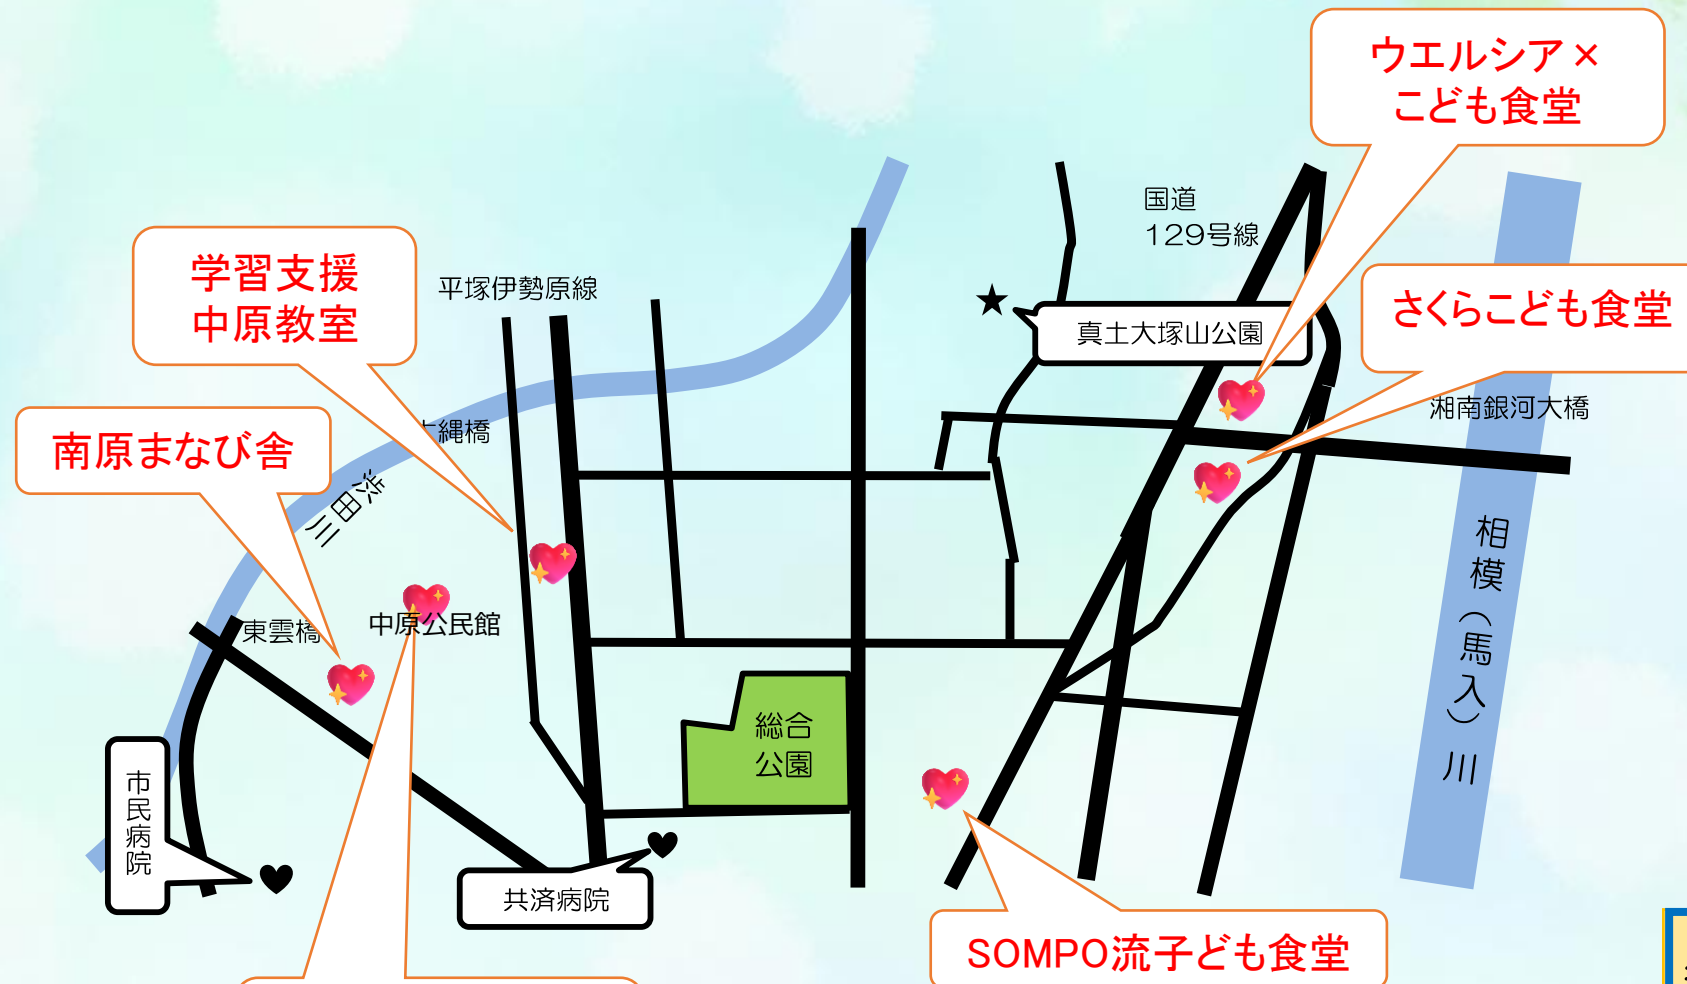 ウエルシア×
こども食堂
国道
129号線
学習支援
中原教室
平塚伊勢原線
さくらこども食堂
真土大塚山公園
湘南銀河大橋
縄橋
南原まなび舎
渋田川
相模（馬入）川
東雲橋
中原公民館
総合
公園
市民病院
共済病院
SOMPO流子ども食堂